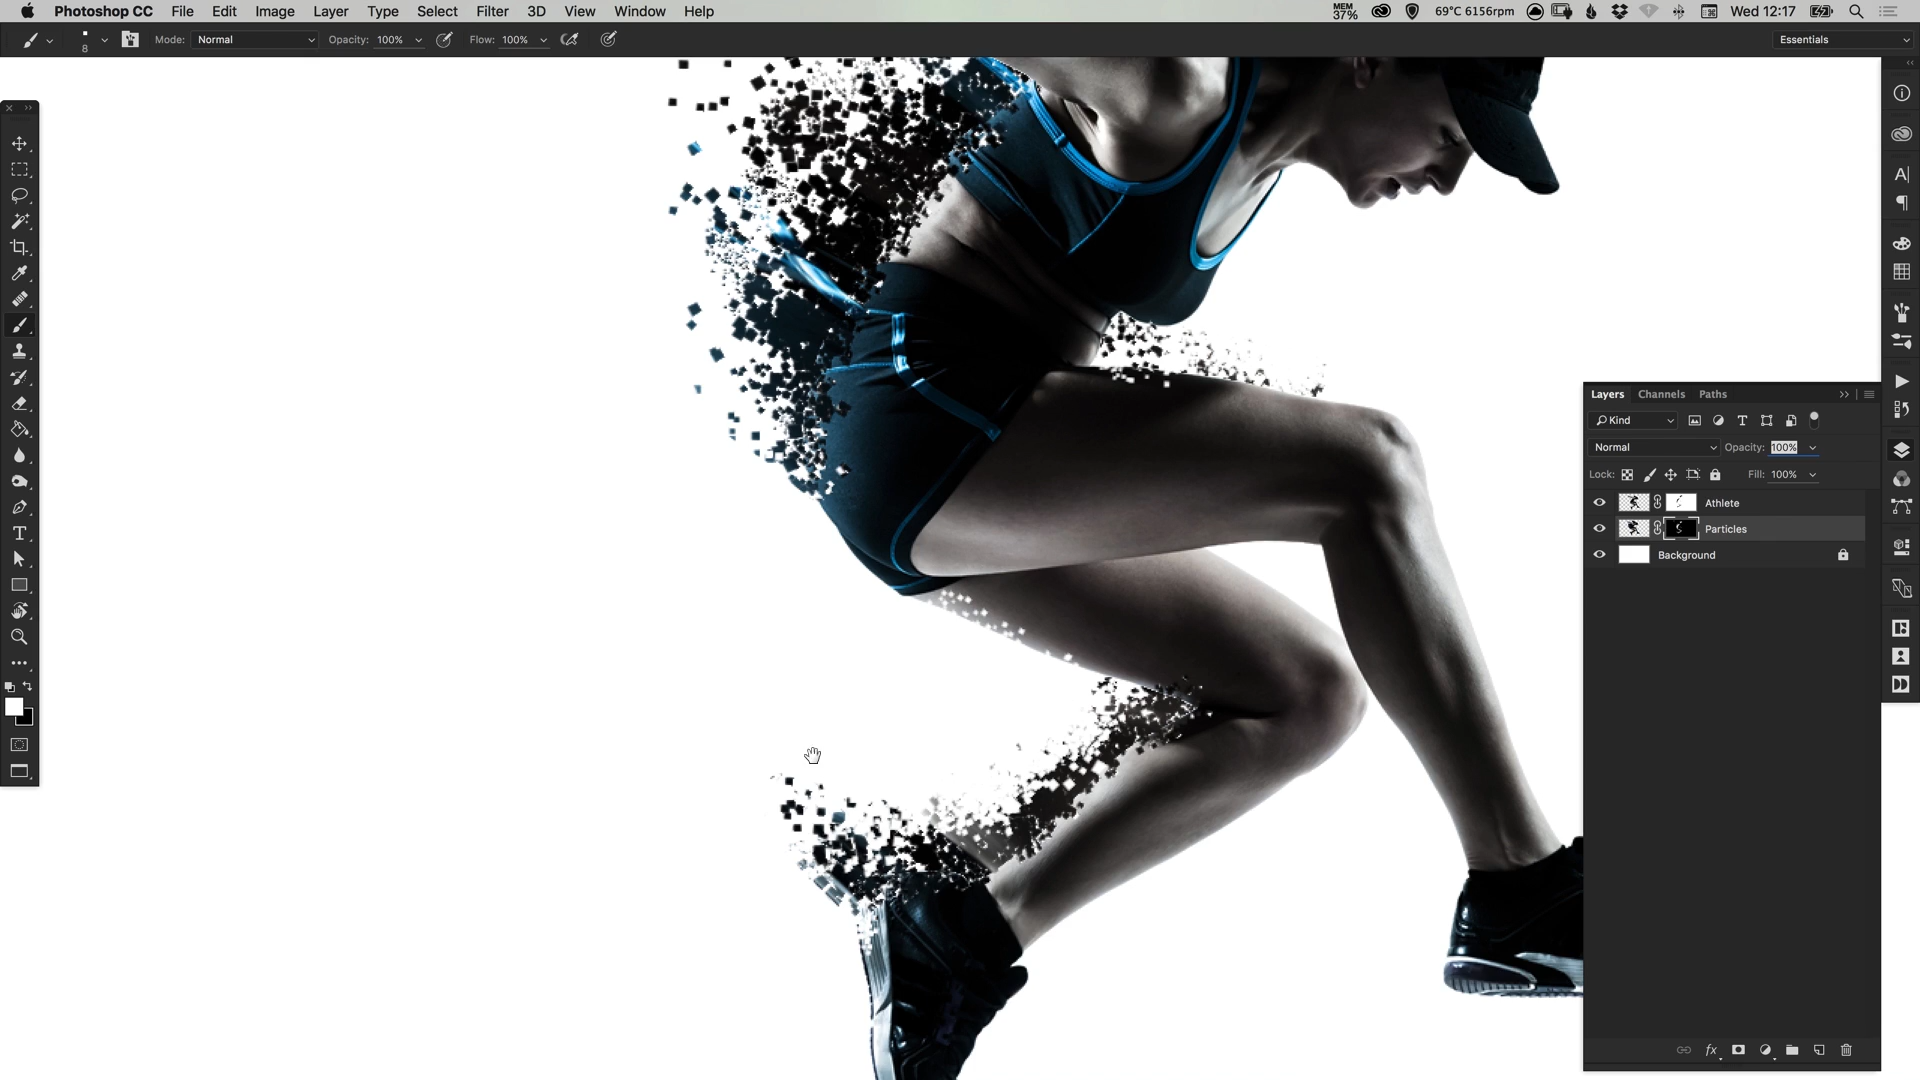 Photoshop CC File Edit Image Layer Type Select Filter 3D View Window Help MEM 37% 69°C 6156rpm Wed 12:17
8 Mode: Normal Opacity: 100% Flow: 100% Essentials
Layers Channels Paths
Kind
Normal Opacity: 100%
Lock: Fill: 100%
Athlete
Particles
Background
fx